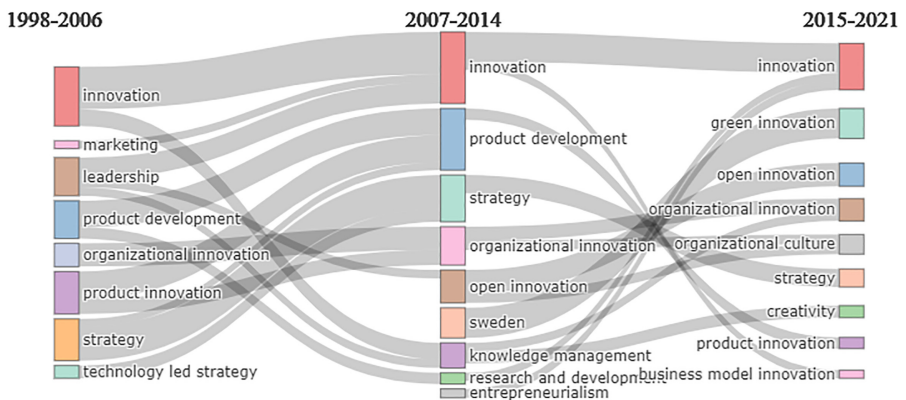 1998-2006
innovation
marketing
leadership
product development
organizational innovation
product innovation
strategy
technology led strategy
2007-2014
innovation
product development
strategy
organizational innovation
open innovation
sweden
knowledge management
research and development
entrepreneurialism
2015-2021
innovation
green innovation
open innovation
organizational innovation
organizational culture
strategy
creativity
product innovation
business model innovation